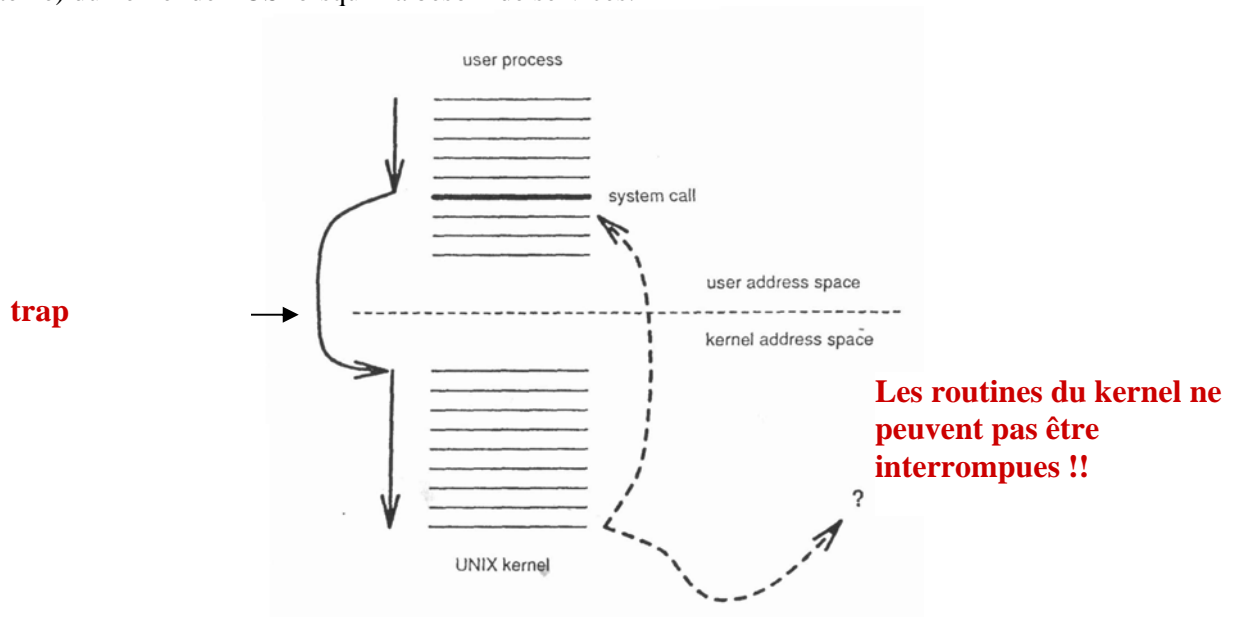 user process
system call
user address space
trap
kernel address space
Les routines du kernel ne
peuvent pas être
interrompues !!
?
UNIX kernel